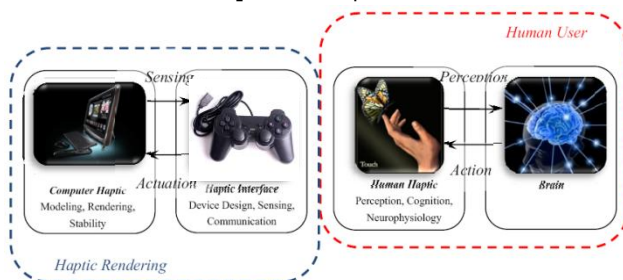 Human User
Sensing
Perception
Touch
Actuation
Action
Computer Haptic
Modeling, Rendering,
Stability
Haptic Interface
Device Design, Sensing,
Communication
Human Haptic
Perception, Cognition,
Neurophysiology
Brain
Haptic Rendering